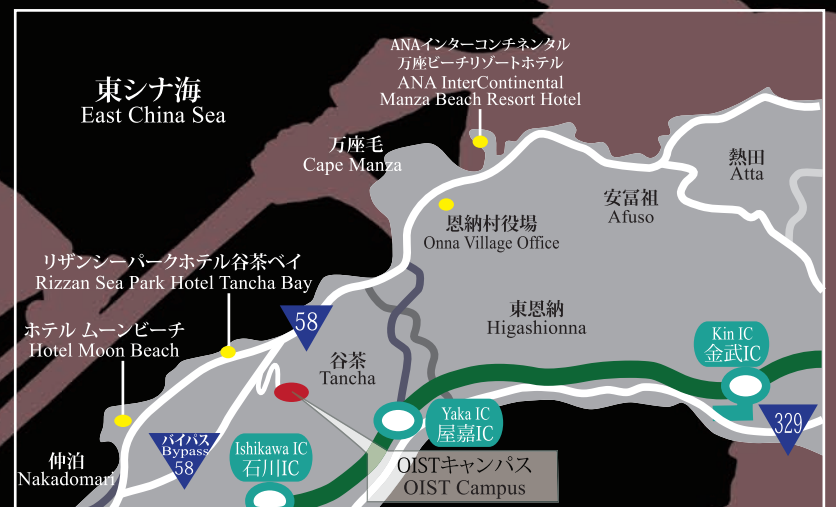 ANAインターコンチネンタル
万座ビーチリゾートホテル
ANA InterContinental
Manza Beach Resort Hotel
東シナ海
East China Sea
万座毛
Cape Manza
熱田
Atta
安冨祖
Afuso
恩納村役場
Onna Village Office
リザンシーパークホテル谷茶ベイ
Rizzan Sea Park Hotel Tancha Bay
東恩納
Higashionna
58
ホテル ムーンビーチ
Hotel Moon Beach
Kin IC
金武IC
谷茶
Tancha
Yaka IC
屋嘉IC
329
バイパス
Bypass
58
Ishikawa IC
石川IC
仲泊
Nakadomari
OISTキャンパス
OIST Campus